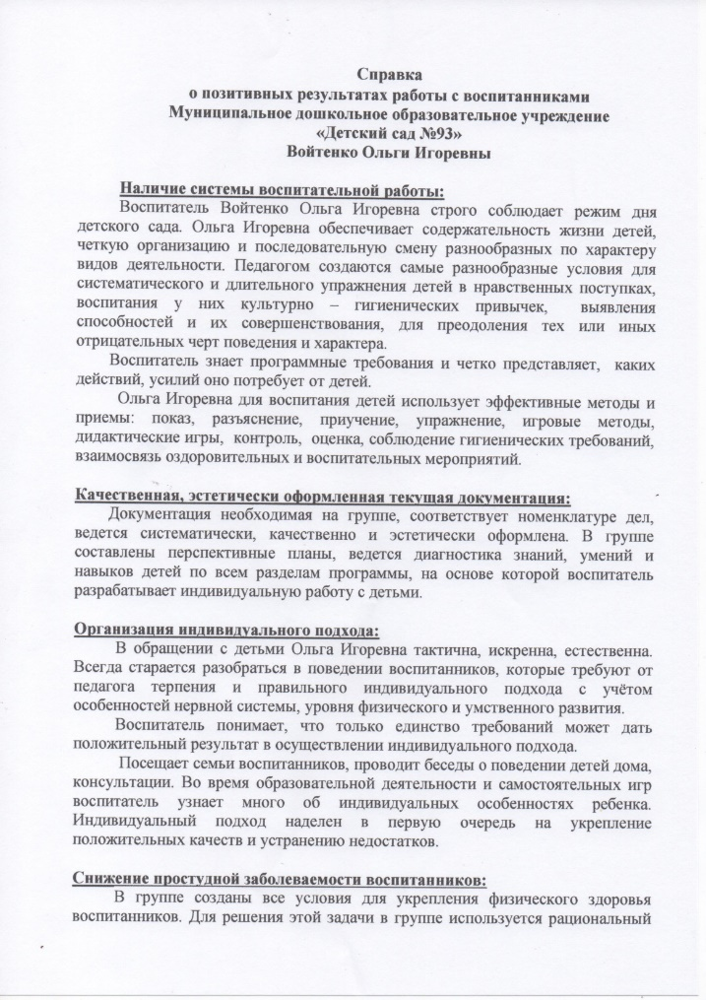 Справка
о позитивных результатах работы с воспитанниками
Муниципальное дошкольное образовательное учреждение
«Детский сад №93»
Войтенко Ольги Игоревны
Наличие системы воспитательной работы:
Воспитатель Войтенко Ольга Игоревна строго соблюдает режим дня
детского сада. Ольга Игоревна обеспечивает содержательность жизни детей,
четкую организацию и последовательную смену разнообразных по характеру
видов деятельности. Педагогом создаются самые разнообразные условия для
систематического и длительного упражнения детей в нравственных поступках,
воспитания у них культурно – гигиенических привычек, выявления
способностей и их совершенствования, для преодоления тех или иных
отрицательных черт поведения и характера.
Воспитатель знает программные требования и четко представляет, каких
действий, усилий оно потребует от детей.
Ольга Игоревна для воспитания детей использует эффективные методы и
приемы: показ, разъяснение, приучение, упражнение, игровые методы,
дидактические игры, контроль, оценка, соблюдение гигиенических требований,
взаимосвязь оздоровительных и воспитательных мероприятий.
Качественная, эстетически оформленная текущая документация:
Документация необходимая на группе, соответствует номенклатуре дел,
ведется систематически, качественно и эстетически оформлена. В группе
составлены перспективные планы, ведется диагностика знаний, умений и
навыков детей по всем разделам программы, на основе которой воспитатель
разрабатывает индивидуальную работу с детьми.
Организация индивидуального подхода:
В обращении с детьми Ольга Игоревна тактична, искренна, естественна.
Всегда старается разобраться в поведении воспитанников, которые требуют от
педагога терпения и правильного индивидуального подхода с учётом
особенностей нервной системы, уровня физического и умственного развития.
Воспитатель понимает, что только единство требований может дать
положительный результат в осуществлении индивидуального подхода.
Посещает семьи воспитанников, проводит беседы о поведении детей дома,
консультации. Во время образовательной деятельности и самостоятельных игр
воспитатель узнает много об индивидуальных особенностях ребенка.
Индивидуальный подход наделен в первую очередь на укрепление
положительных качеств и устранению недостатков.
Снижение простудной заболеваемости воспитанников:
В группе созданы все условия для укрепления физического здоровья
воспитанников. Для решения этой задачи в группе используется рациональный